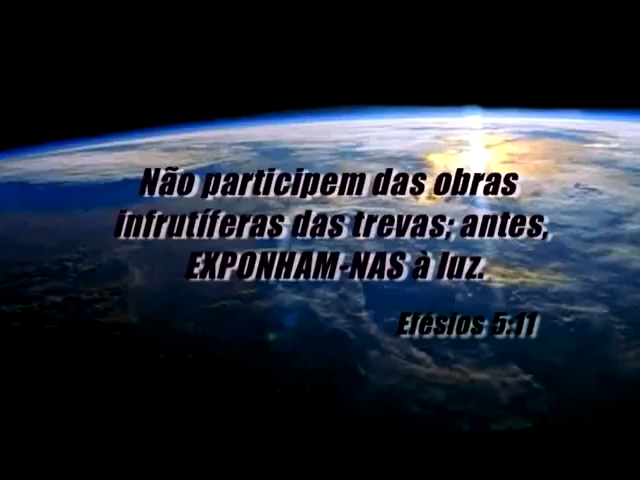 Não participem das obras
infrutíferas das trevas; antes,
EXPONHAM-NAS à luz.
Efésios 5:11